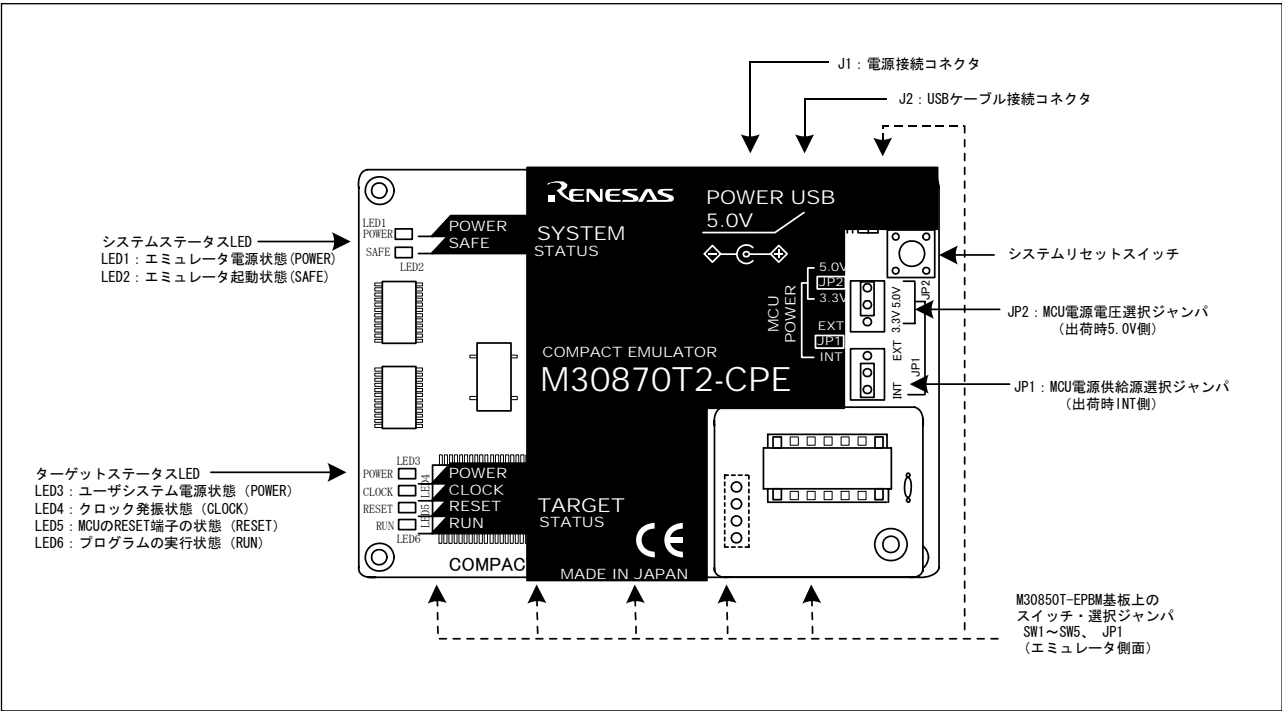 J1：電源接続コネクタ
J2：USBケーブル接続コネクタ
RENESAS
POWER USB
5.0V
LED1
POWER
SAFE
LED2
POWER
SAFE
SYSTEM
STATUS
システムステータスLED
LED1：エミュレータ電源状態(POWER)
LED2：エミュレータ起動状態(SAFE)
システムリセットスイッチ
MCU
POWER
5.0V
JP2
3.3V
EXT
JP1
INT
3.3V 5.0V
JP2
EXT
INT
JP1
JP2：MCU電源電圧選択ジャンパ
（出荷時5.0V側）
JP1：MCU電源供給源選択ジャンパ
（出荷時INT側）
COMPACT EMULATOR
M30870T2-CPE
ターゲットステータスLED
LED3：ユーザシステム電源状態（POWER）
LED4：クロック発振状態（CLOCK）
LED5：MCUのRESET端子の状態（RESET）
LED6：プログラムの実行状態（RUN）
LED3
POWER
CLOCK
RESET
RUN
LED4
LED5
LED6
POWER
CLOCK
RESET
RUN
TARGET
STATUS
CE
COMPAC
MADE IN JAPAN
M30850T-EPBM基板上の
スイッチ・選択ジャンパ
SW1～SW5、 JP1
（エミュレータ側面）